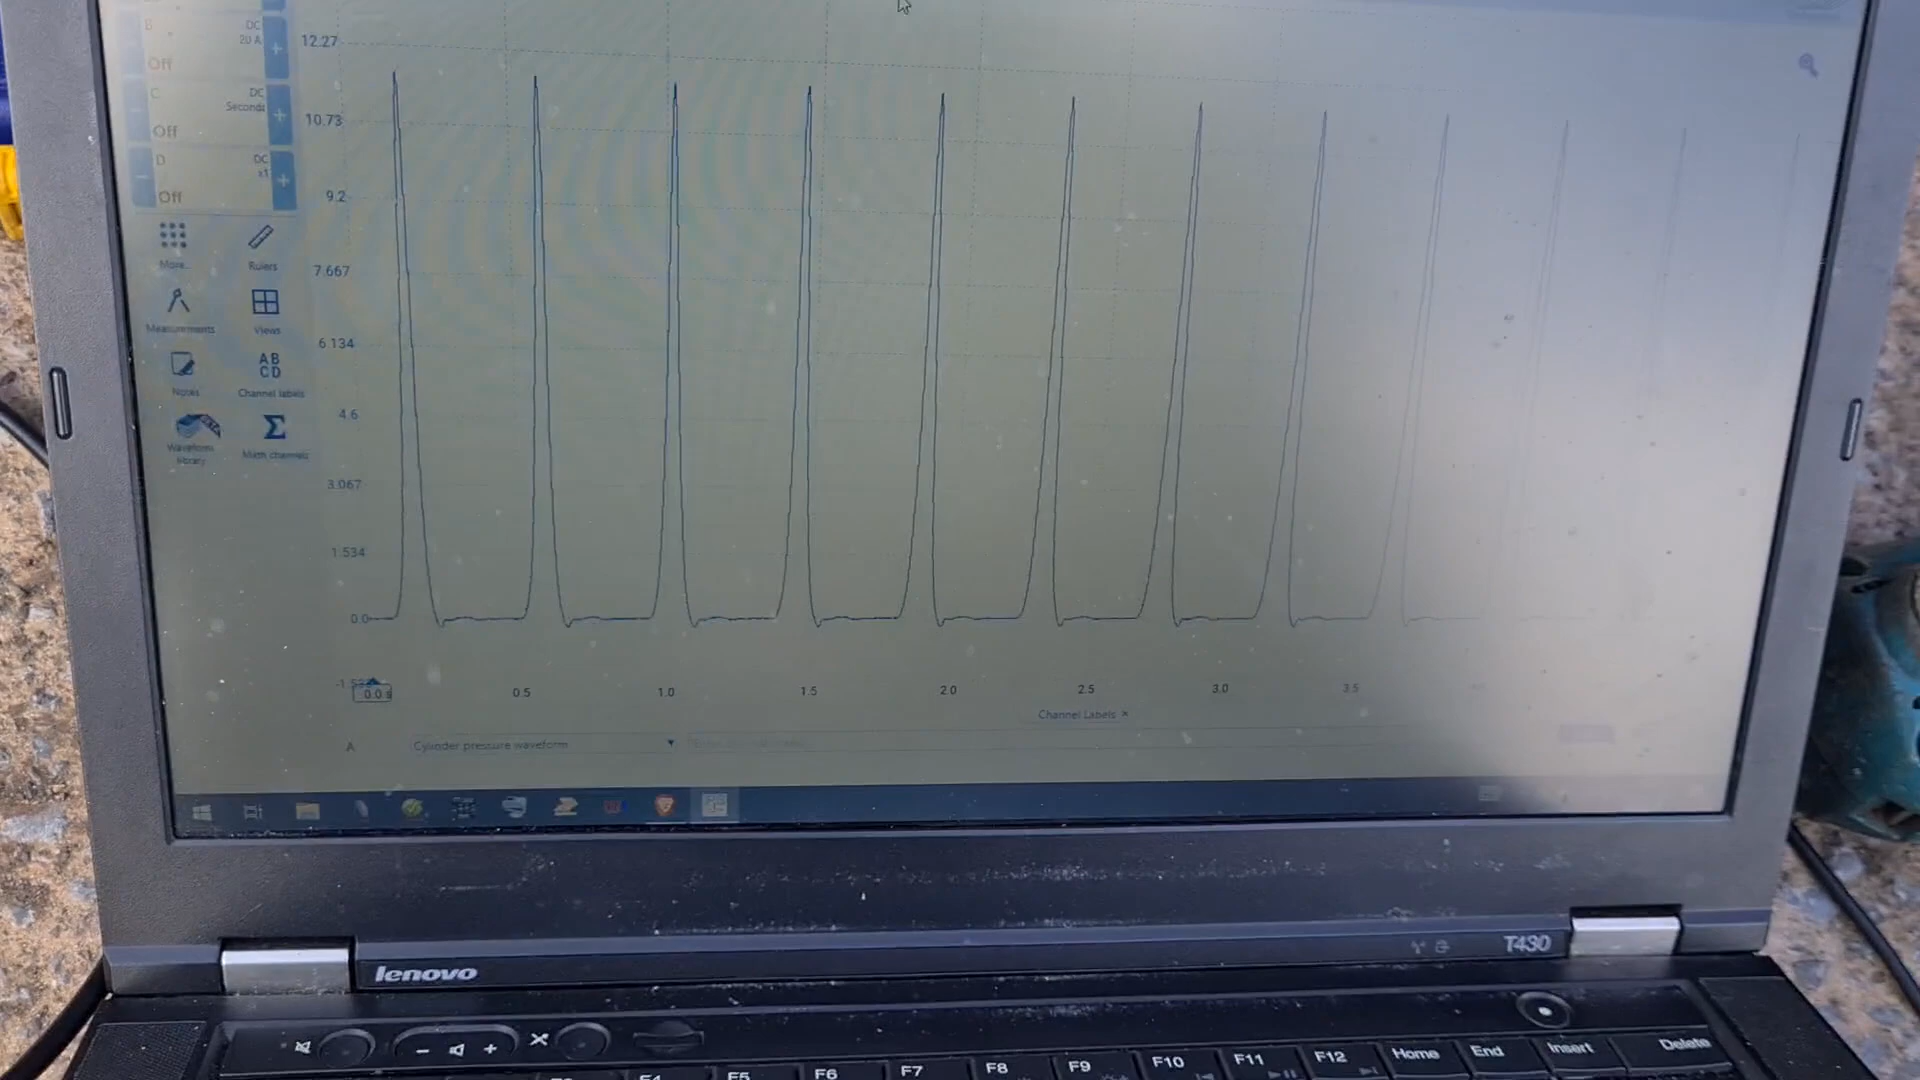 B
DC
20 A
Off
C
DC
Seconds
Off
D
DC
x1
Off
More...
Rulers
Measurements
Views
AB
CD
Notes
Channel labels
Waveform
library
Math channels
12.27
10.73
9.2
7.667
6.134
4.6
3.067
1.534
0.0
0.0 s
0.5
1.0
1.5
2.0
2.5
3.0
3.5
Channel Labels ×
A
Cylinder pressure waveform
lenovo
T430
F5
F6
F7
F8
F9
F10
F11
F12
Home
End
Insert
Delete